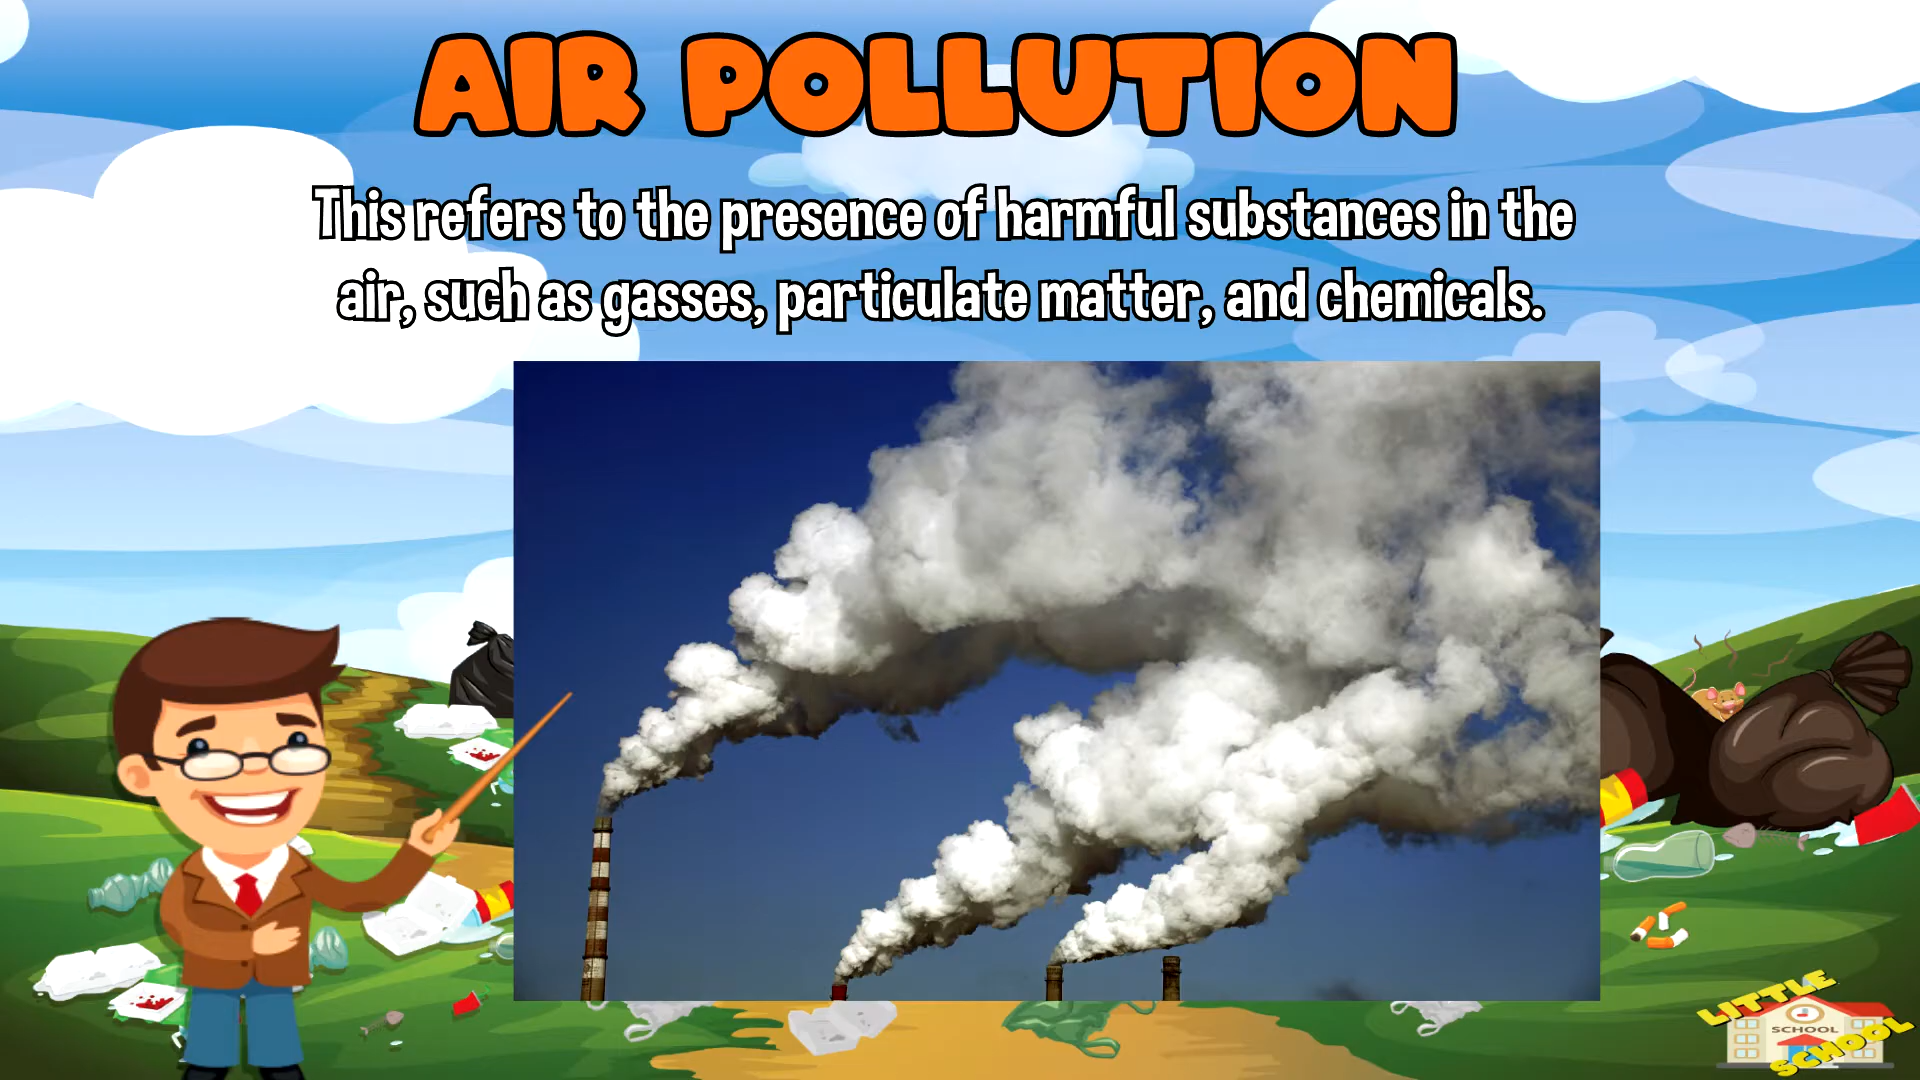 AIR POLLUTION
This refers to the presence of harmful substances in the
air, such as gasses, particulate matter, and chemicals.
LITTLE
SCHOOL
SCHOOL